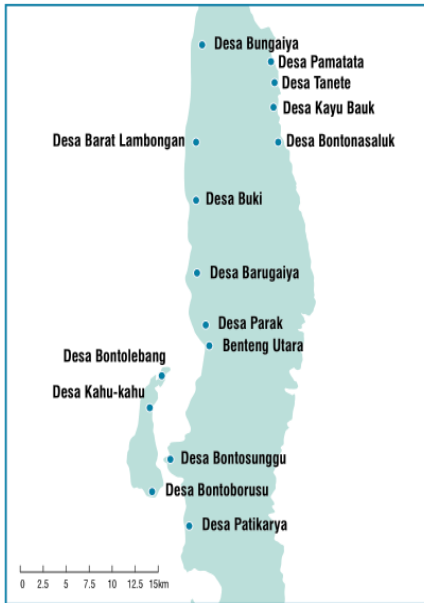 Desa Bungaiya
Desa Pamatata
Desa Tanete
Desa Kayu Bauk
Desa Barat Lambongan
Desa Bontonasaluk
Desa Buki
Desa Barugaiya
Desa Parak
Benteng Utara
Desa Bontolebang
Desa Kahu-kahu
Desa Bontosunggu
Desa Bontoborusu
Desa Patikarya
0 2.5 5 7.5 10 12.5 15km